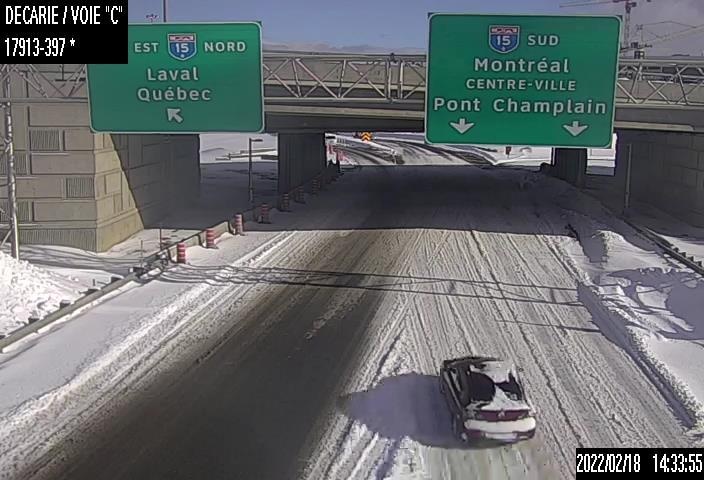 DECARIE / VOIE "C"
17913-397 *
EST 15 NORD
Laval
Québec
15 SUD
Montréal
CENTRE-VILLE
Pont Champlain
2022/02/18 14:33:55